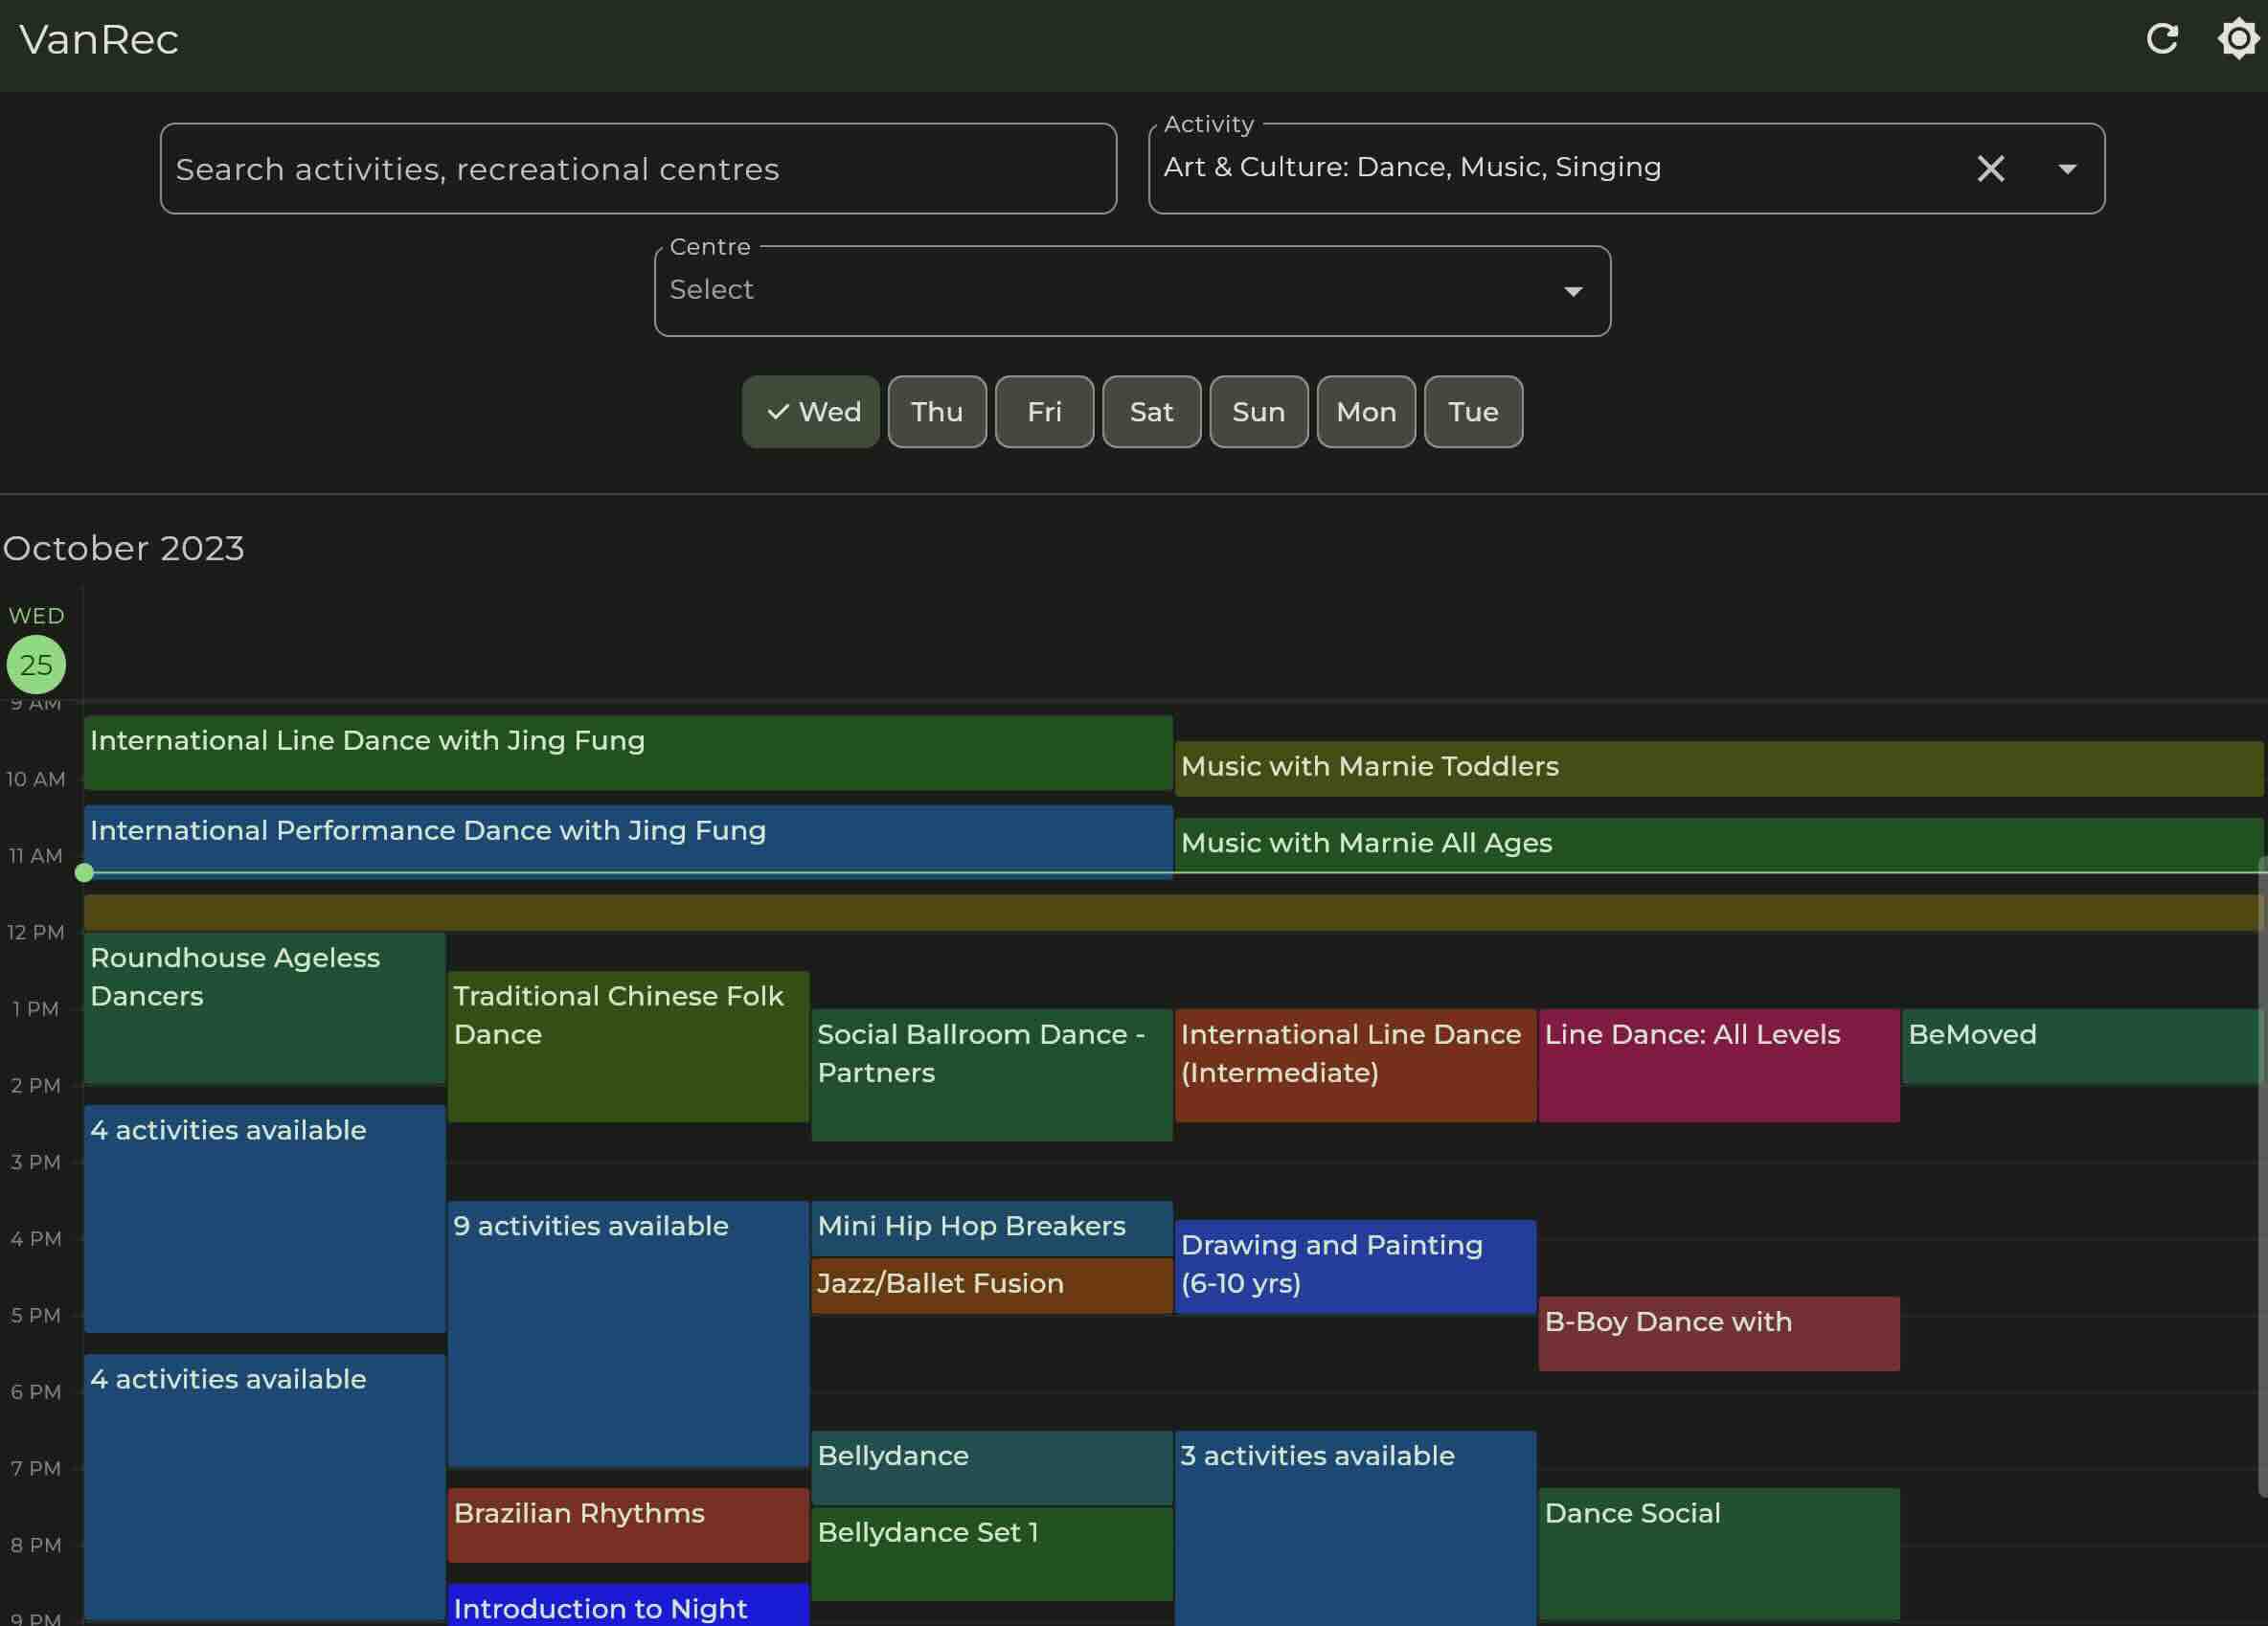 VanRec
Search activities, recreational centres
Activity
Art & Culture: Dance, Music, Singing
Centre
Select
Wed
Thu
Fri
Sat
Sun
Mon
Tue
October 2023
WED
25
9 AM
International Line Dance with Jing Fung
Music with Marnie Toddlers
10 AM
International Performance Dance with Jing Fung
Music with Marnie All Ages
11 AM
12 PM
Roundhouse Ageless
Dancers
Traditional Chinese Folk
Dance
1 PM
Social Ballroom Dance -
Partners
International Line Dance
(Intermediate)
Line Dance: All Levels
BeMoved
2 PM
4 activities available
3 PM
9 activities available
Mini Hip Hop Breakers
4 PM
Drawing and Painting
(6-10 yrs)
Jazz/Ballet Fusion
5 PM
B-Boy Dance with
4 activities available
6 PM
Bellydance
3 activities available
7 PM
Brazilian Rhythms
Bellydance Set 1
Dance Social
8 PM
Introduction to Night
9 PM